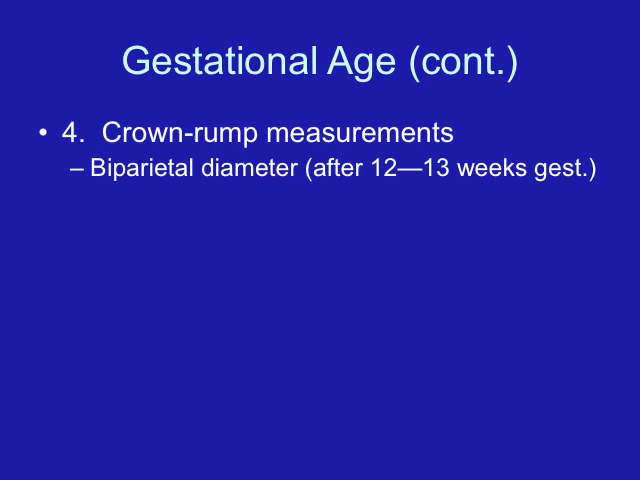 Gestational Age (cont.)
• 4. Crown-rump measurements
– Biparietal diameter (after 12—13 weeks gest.)